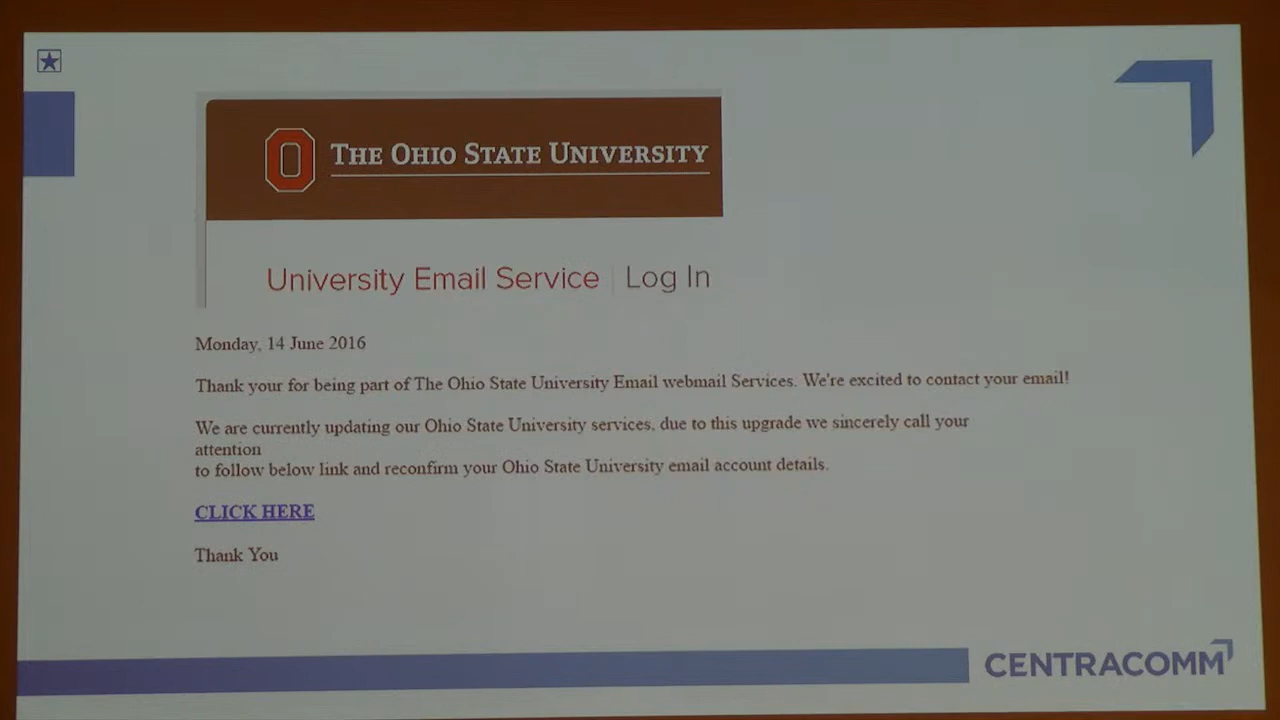 THE OHIO STATE UNIVERSITY
University Email Service Log In
Monday, 14 June 2016
Thank your for being part of The Ohio State University Email webmail Services. We're excited to contact your email!
We are currently updating our Ohio State University services, due to this upgrade we sincerely call your
attention
to follow below link and reconfirm your Ohio State University email account details.
CLICK HERE
Thank You
CENTRACOMM